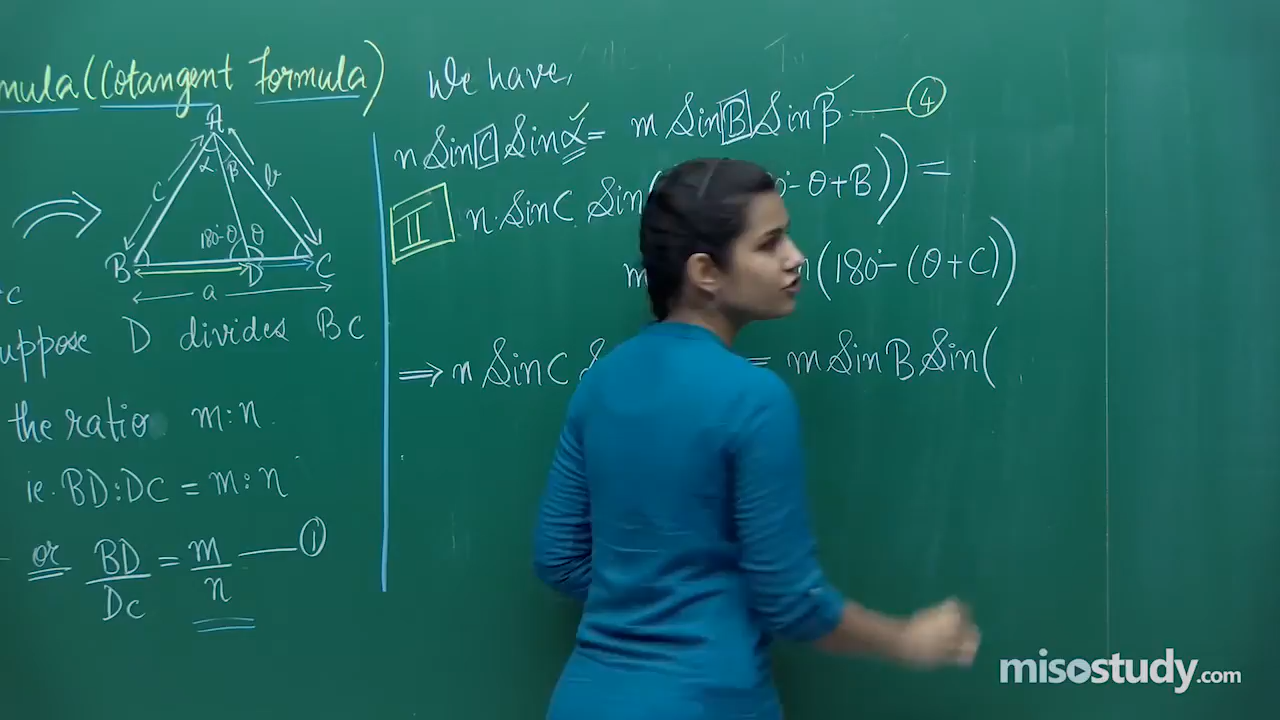 mula (Cotangent Formula)
A
α B
c b
180°-θ θ
B D C
a
c
uppose D divides BC
the ratio m:n
ie. BD:DC = m:n
or BD/DC = m/n ①
We have,
n Sin C Sin α = m Sin B Sin β ④
II n. Sin C Sin( - θ+B)) =
m (180° - (θ+C))
⇒ n Sin C S = m Sin B Sin(
misostudy.com